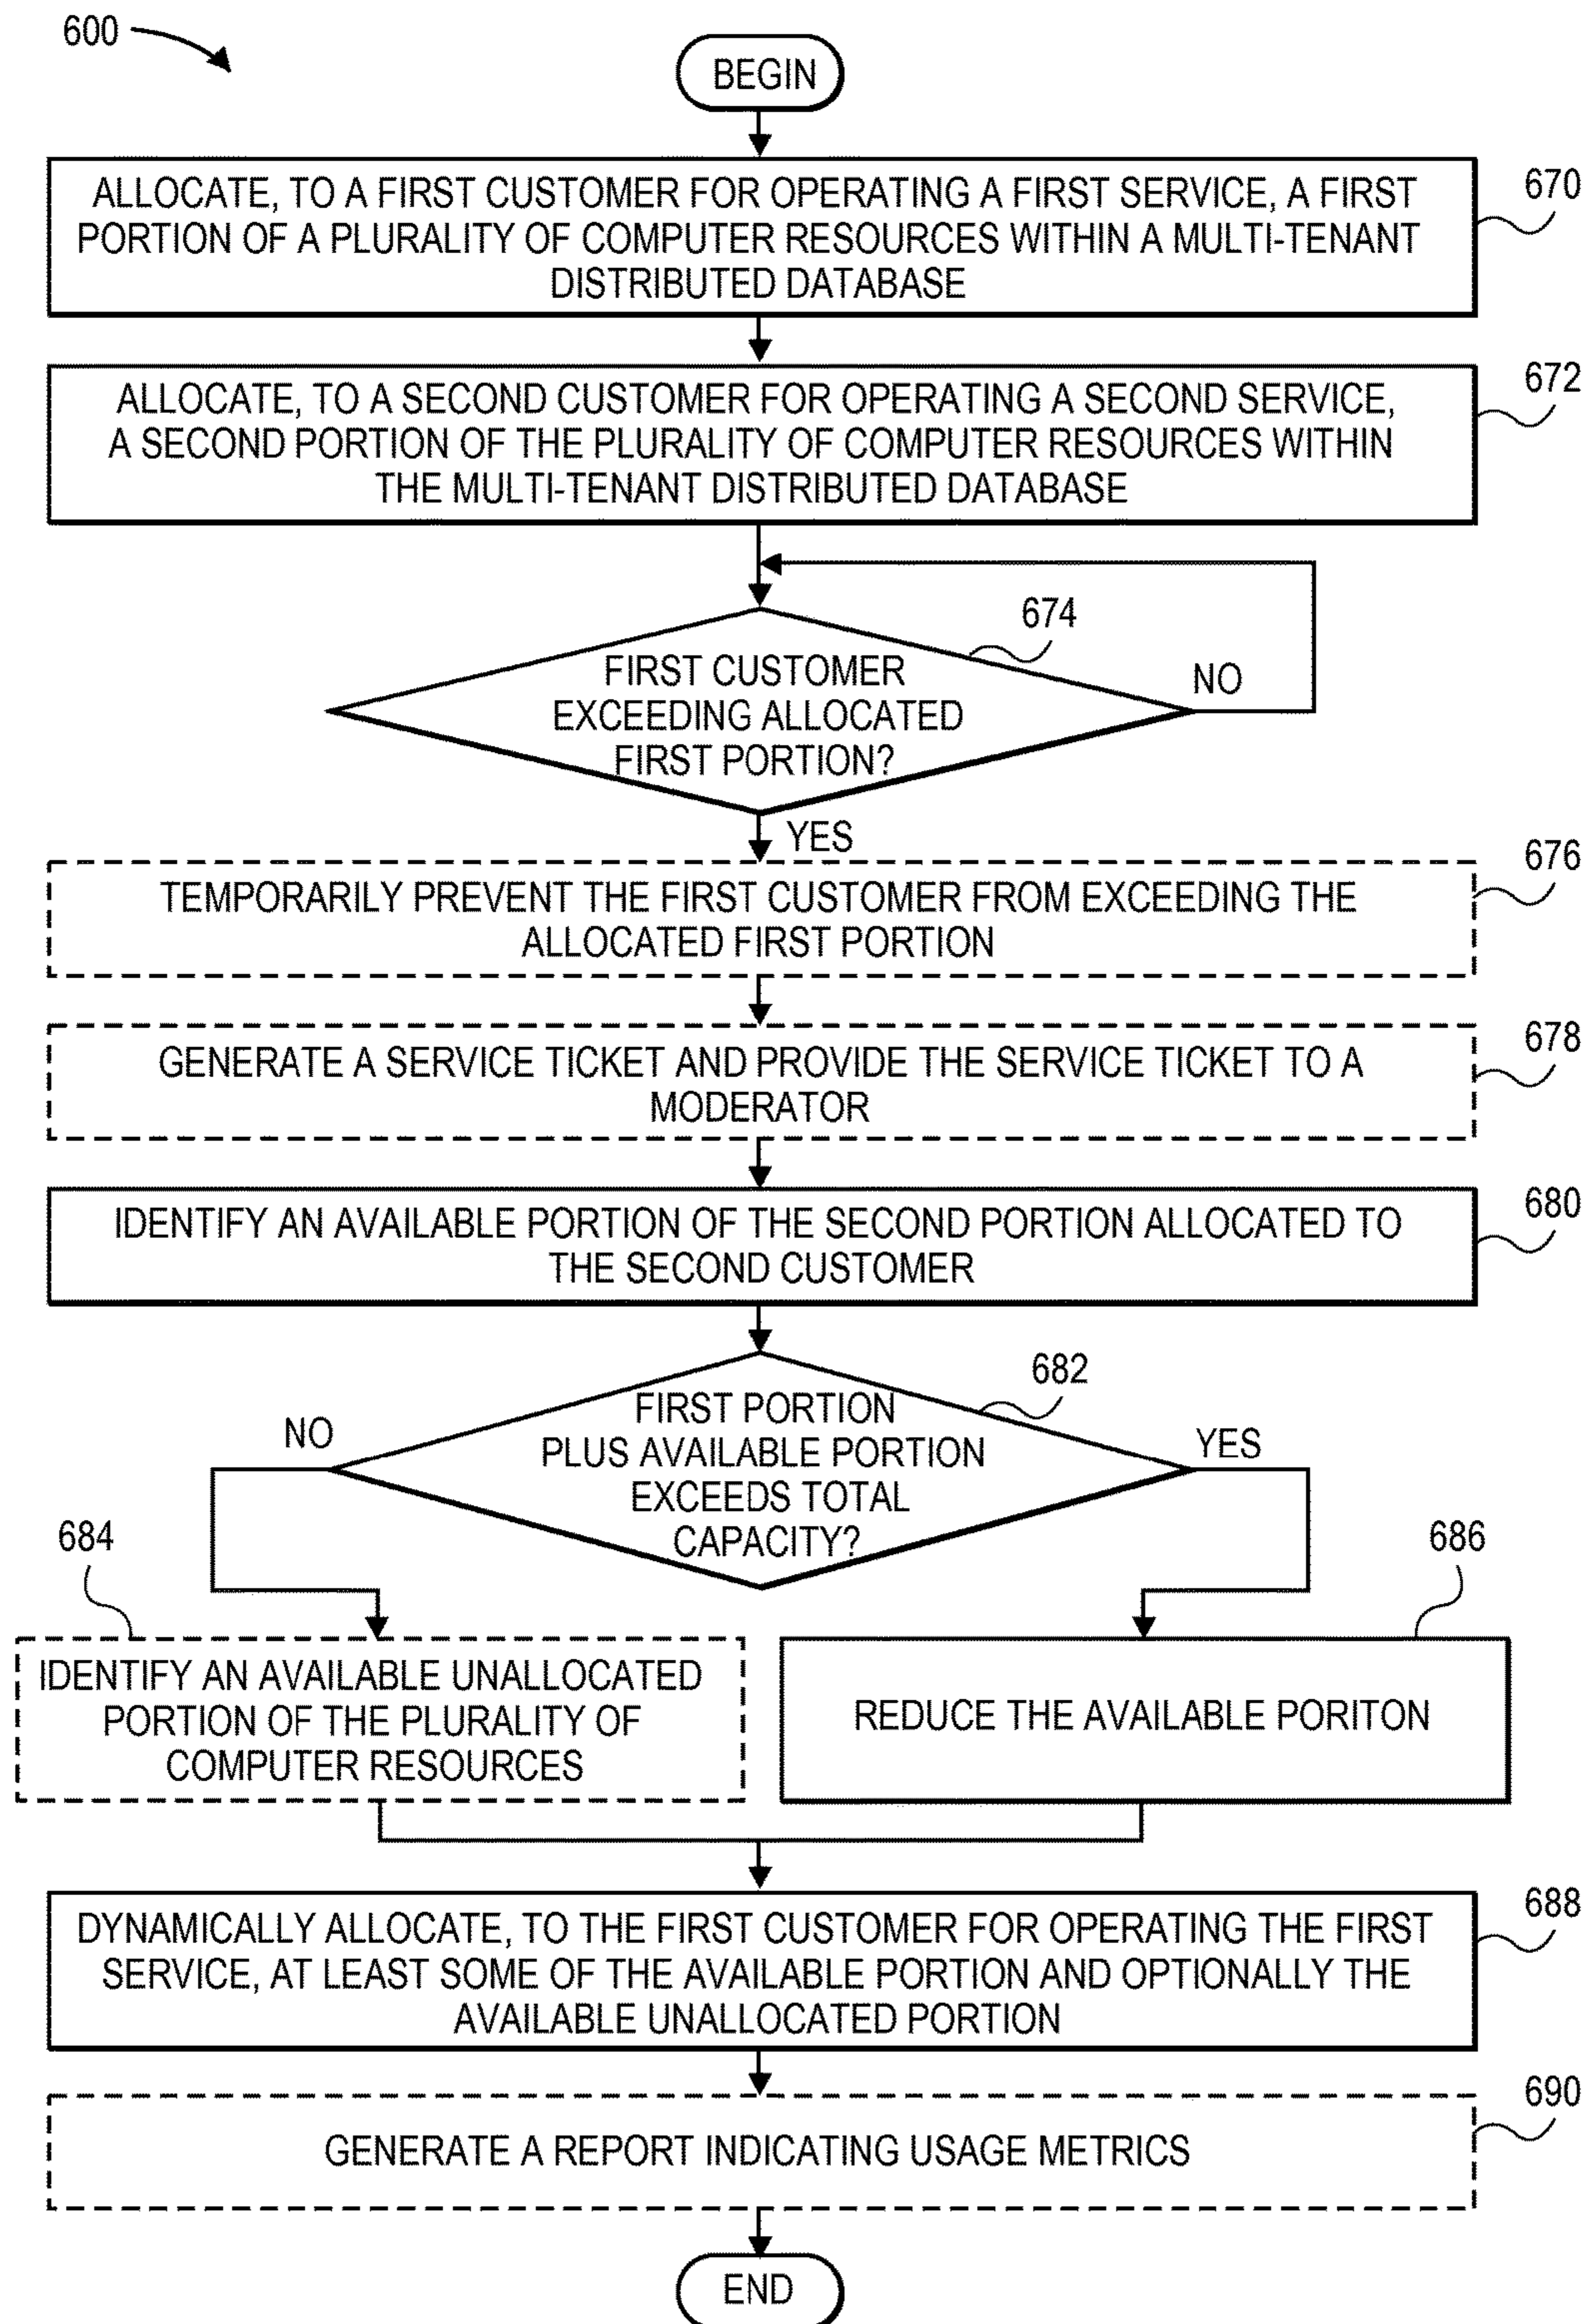 600
BEGIN
ALLOCATE, TO A FIRST CUSTOMER FOR OPERATING A FIRST SERVICE, A FIRST
PORTION OF A PLURALITY OF COMPUTER RESOURCES WITHIN A MULTI-TENANT
DISTRIBUTED DATABASE
670
ALLOCATE, TO A SECOND CUSTOMER FOR OPERATING A SECOND SERVICE,
A SECOND PORTION OF THE PLURALITY OF COMPUTER RESOURCES WITHIN
THE MULTI-TENANT DISTRIBUTED DATABASE
672
674
FIRST CUSTOMER
EXCEEDING ALLOCATED
FIRST PORTION?
NO
YES
TEMPORARILY PREVENT THE FIRST CUSTOMER FROM EXCEEDING THE
ALLOCATED FIRST PORTION
676
GENERATE A SERVICE TICKET AND PROVIDE THE SERVICE TICKET TO A
MODERATOR
678
IDENTIFY AN AVAILABLE PORTION OF THE SECOND PORTION ALLOCATED TO
THE SECOND CUSTOMER
680
682
FIRST PORTION
PLUS AVAILABLE PORTION
EXCEEDS TOTAL
CAPACITY?
NO
YES
684
IDENTIFY AN AVAILABLE UNALLOCATED
PORTION OF THE PLURALITY OF
COMPUTER RESOURCES
686
REDUCE THE AVAILABLE PORITON
DYNAMICALLY ALLOCATE, TO THE FIRST CUSTOMER FOR OPERATING THE FIRST
SERVICE, AT LEAST SOME OF THE AVAILABLE PORTION AND OPTIONALLY THE
AVAILABLE UNALLOCATED PORTION
688
GENERATE A REPORT INDICATING USAGE METRICS
690
END